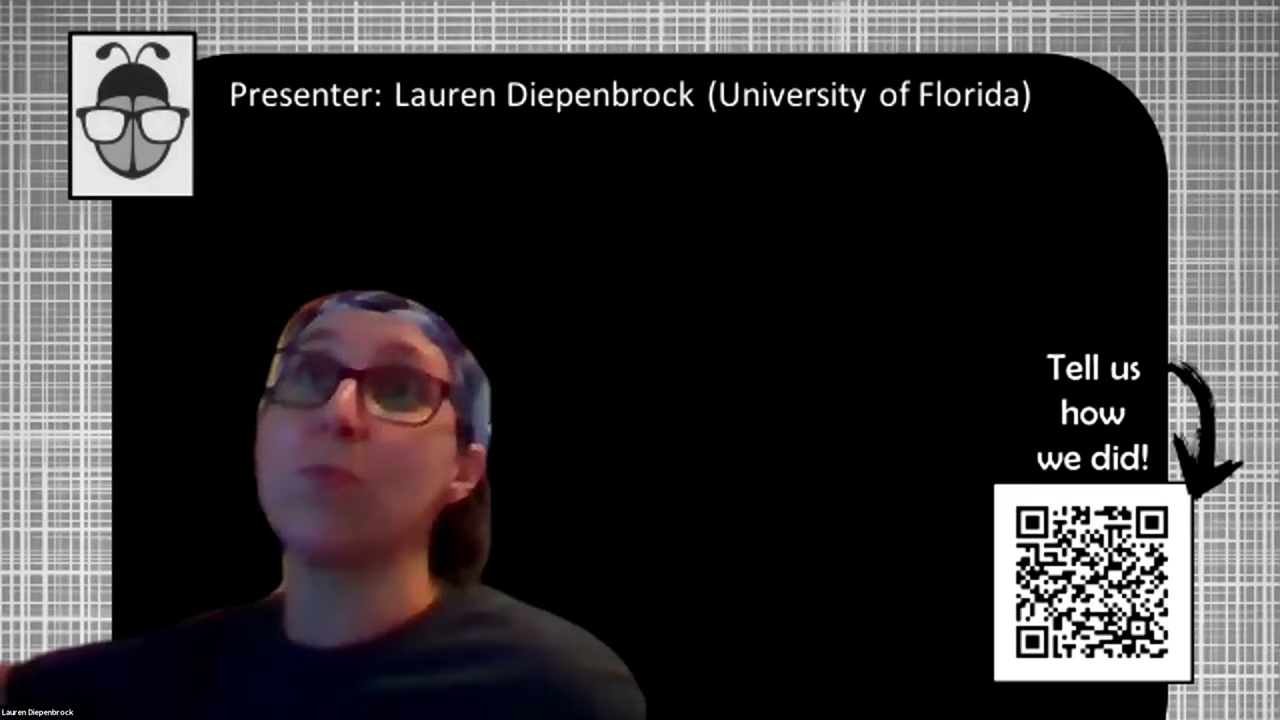 Presenter: Lauren Diepenbrock (University of Florida)
Tell us
how
we did!
Lauren Diepenbrock